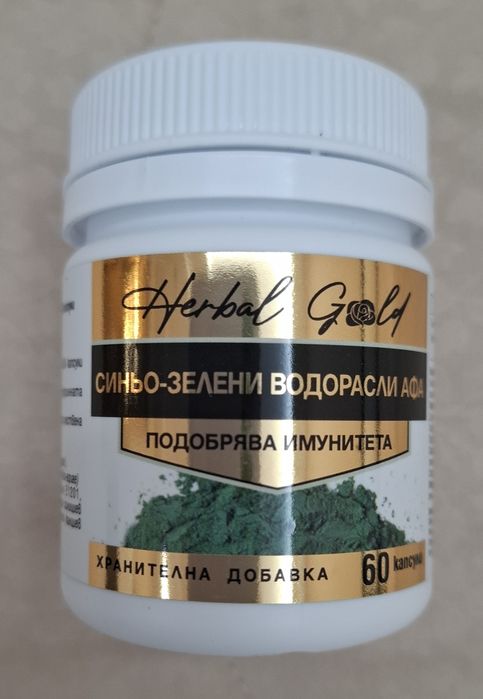 Herbal Gold
СИНЬО-ЗЕЛЕНИ ВОДОРАСЛИ АФА
ПОДОБРЯВА ИМУНИТЕТА
ХРАНИТЕЛНА ДОБАВКА
60 капсули